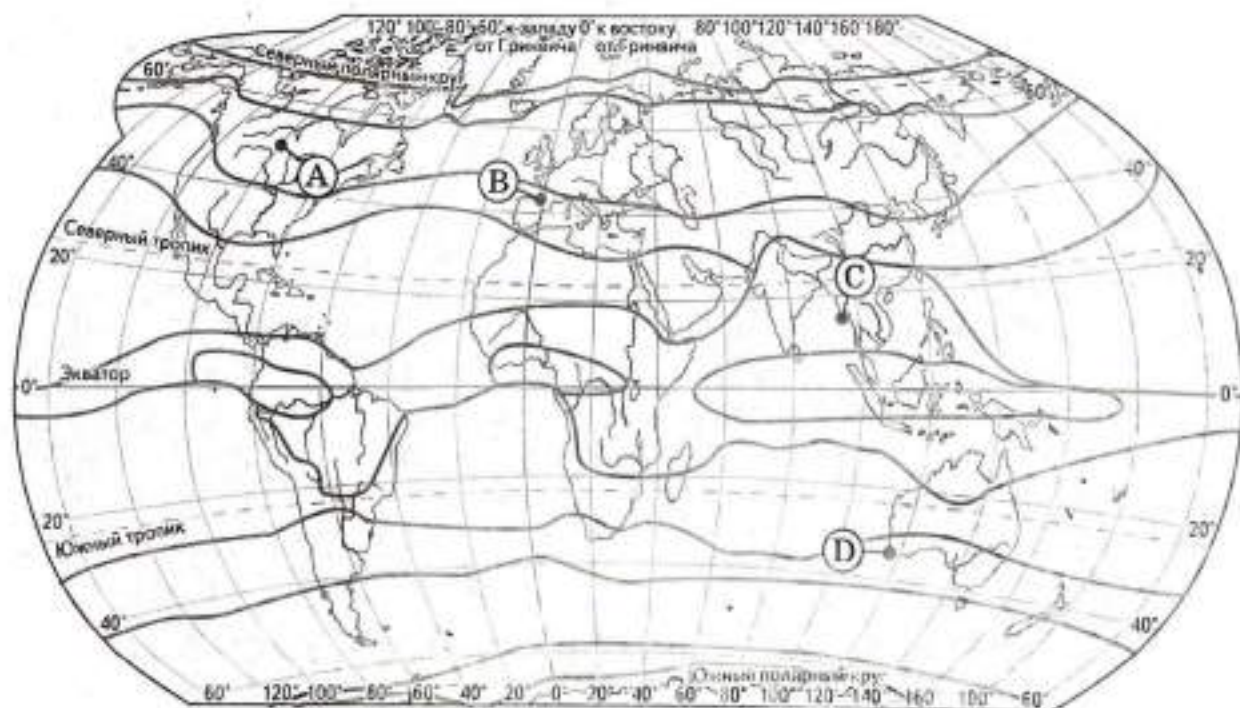 120° 100° 80° 60° к западу 0° к востоку 80° 100° 120° 140° 160° 180°
от Гринвича от Гринвича
Северный полярный круг
60°
60°
A
B
40°
40°
Северный тропик
20°
20°
C
Экватор
0°
0°
20°
Южный тропик
20°
D
40°
40°
Южный полярный круг
60° 120° 100° 80° 60° 40° 20° 0° 20° 40° 60° 80° 100° 120° 140° 160 60°